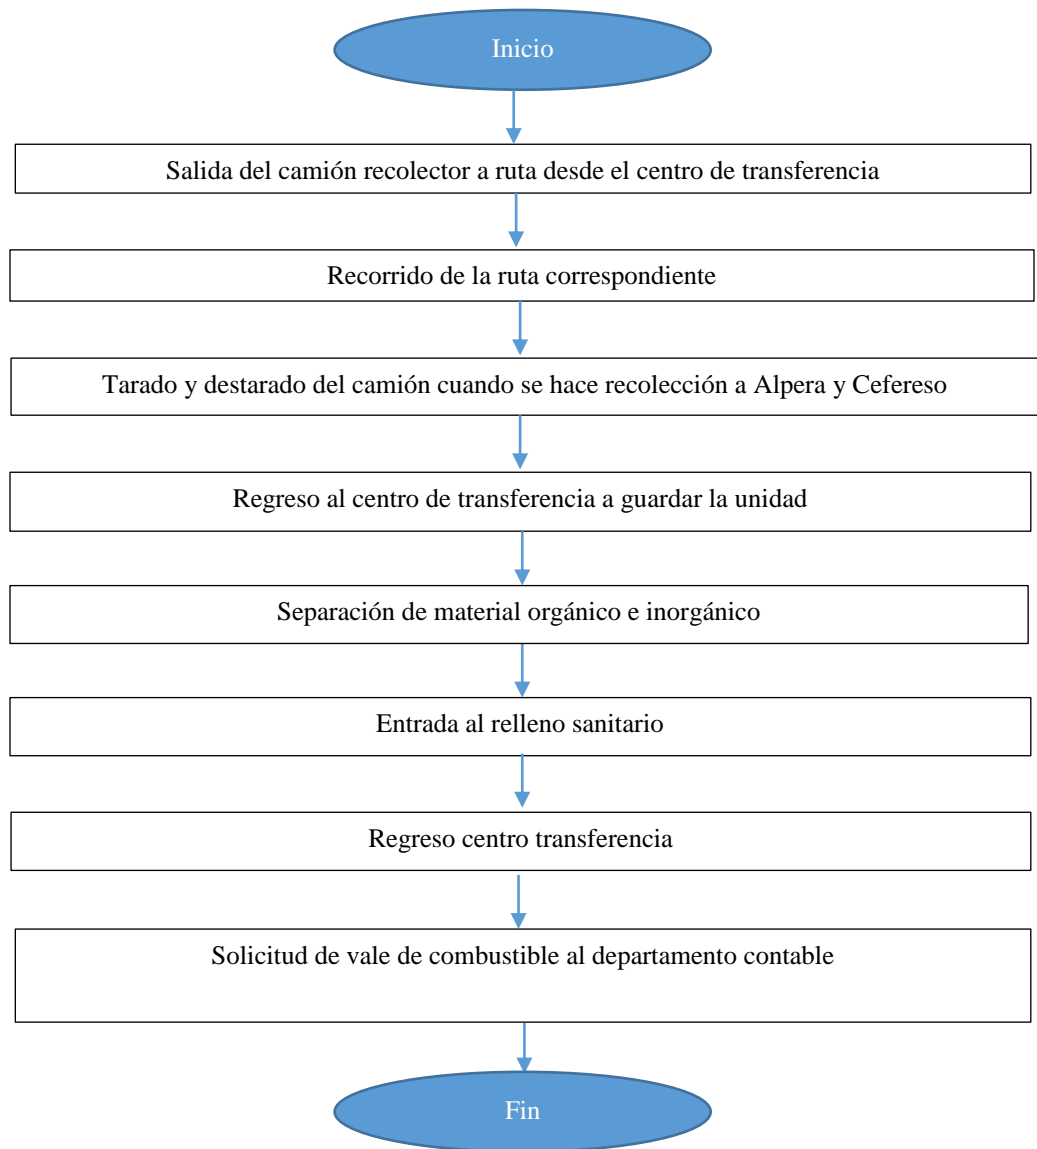 Inicio
Salida del camión recolector a ruta desde el centro de transferencia
Recorrido de la ruta correspondiente
Tarado y destarado del camión cuando se hace recolección a Alpera y Cefereso
Regreso al centro de transferencia a guardar la unidad
Separación de material orgánico e inorgánico
Entrada al relleno sanitario
Regreso centro transferencia
Solicitud de vale de combustible al departamento contable
Fin